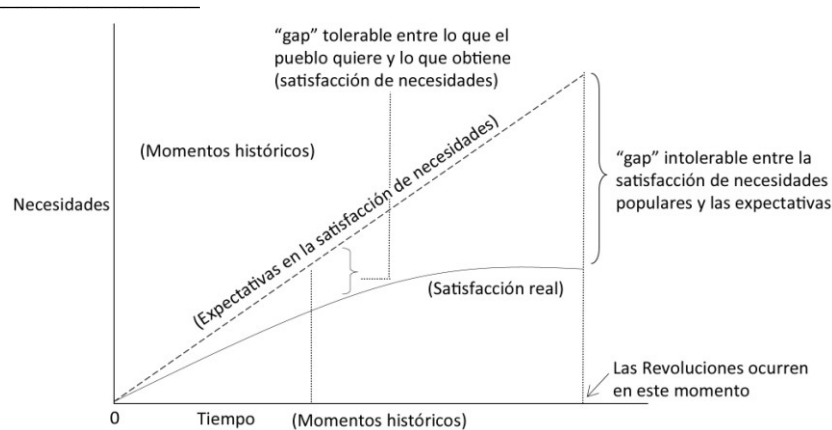 “gap” tolerable entre lo que el
pueblo quiere y lo que obtiene
(satisfacción de necesidades)
(Momentos históricos)
(Expectativas en la satisfacción de necesidades)
“gap” intolerable entre la
satisfacción de necesidades
populares y las expectativas
Necesidades
(Satisfacción real)
Las Revoluciones ocurren
en este momento
0
Tiempo
(Momentos históricos)